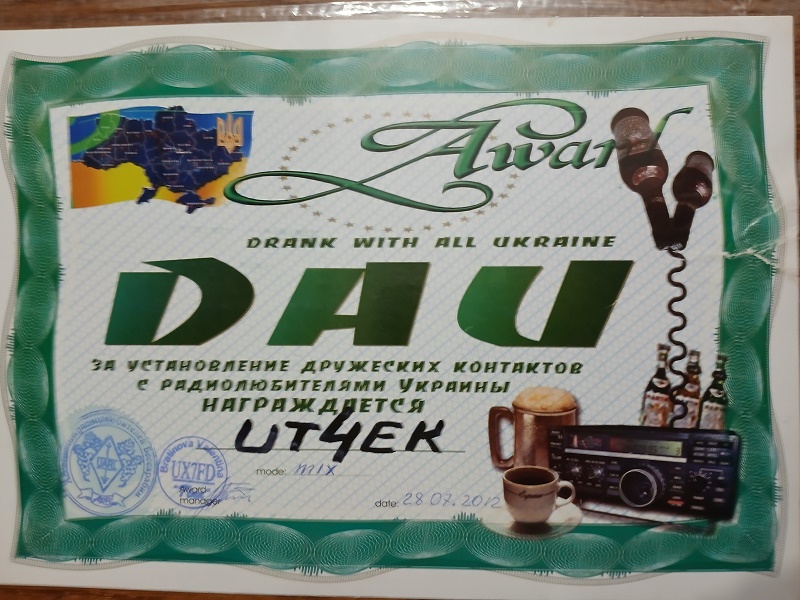 Award
DRANK WITH ALL UKRAINE
DAU
ЗА УСТАНОВЛЕНИЕ ДРУЖЕСКИХ КОНТАКТОВ
С РАДИОЛЮБИТЕЛЯМИ УКРАИНЫ
НАГРАЖДАЕТСЯ
UT4EK
UX7FD
mode: mix
Award-
manager
date: 28.07.2012